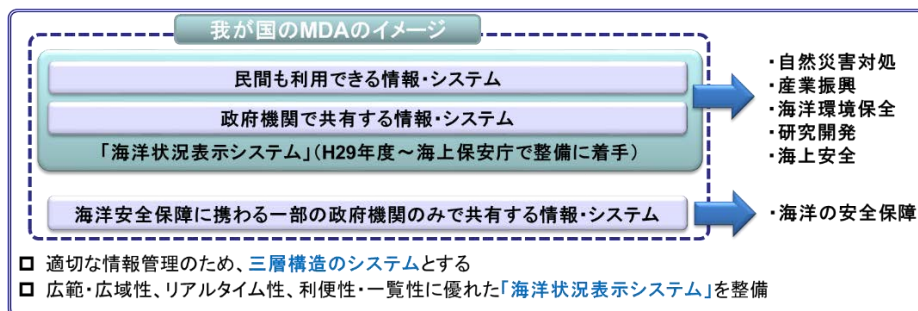 我が国のMDAのイメージ
民間も利用できる情報・システム
政府機関で共有する情報・システム
「海洋状況表示システム」(H29年度～海上保安庁で整備に着手)
・自然災害対処
・産業振興
・海洋環境保全
・研究開発
・海上安全
海洋安全保障に携わる一部の政府機関のみで共有する情報・システム
・海洋の安全保障
適切な情報管理のため、三層構造のシステムとする
広範・広域性、リアルタイム性、利便性・一覧性に優れた「海洋状況表示システム」を整備